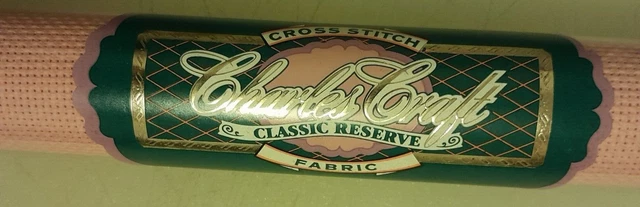 CROSS STITCH
Charles Craft
CLASSIC RESERVE
FABRIC